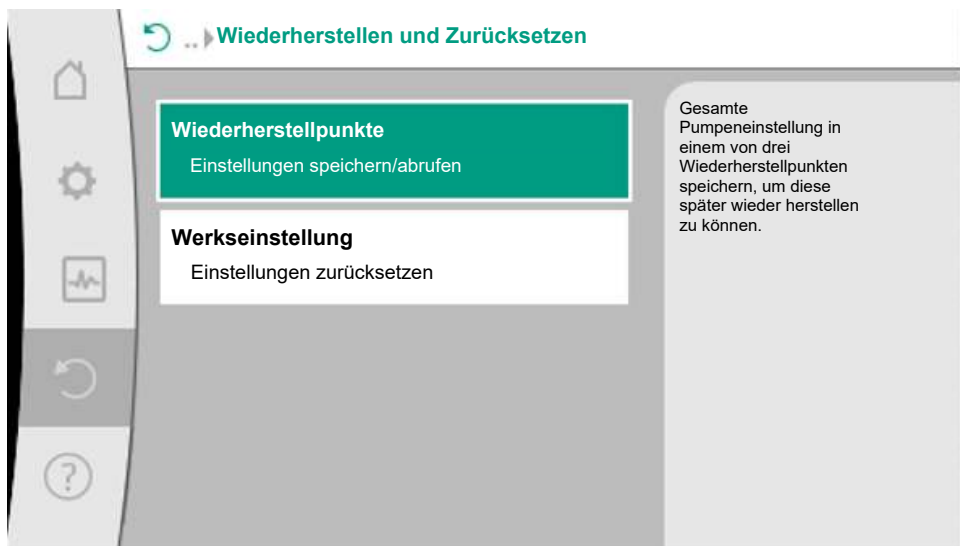 .. Wiederherstellen und Zurücksetzen
Wiederherstellpunkte
Einstellungen speichern/abrufen
Werkseinstellung
Einstellungen zurücksetzen
Gesamte
Pumpeneinstellung in
einem von drei
Wiederherstellpunkten
speichern, um diese
später wieder herstellen
zu können.
?